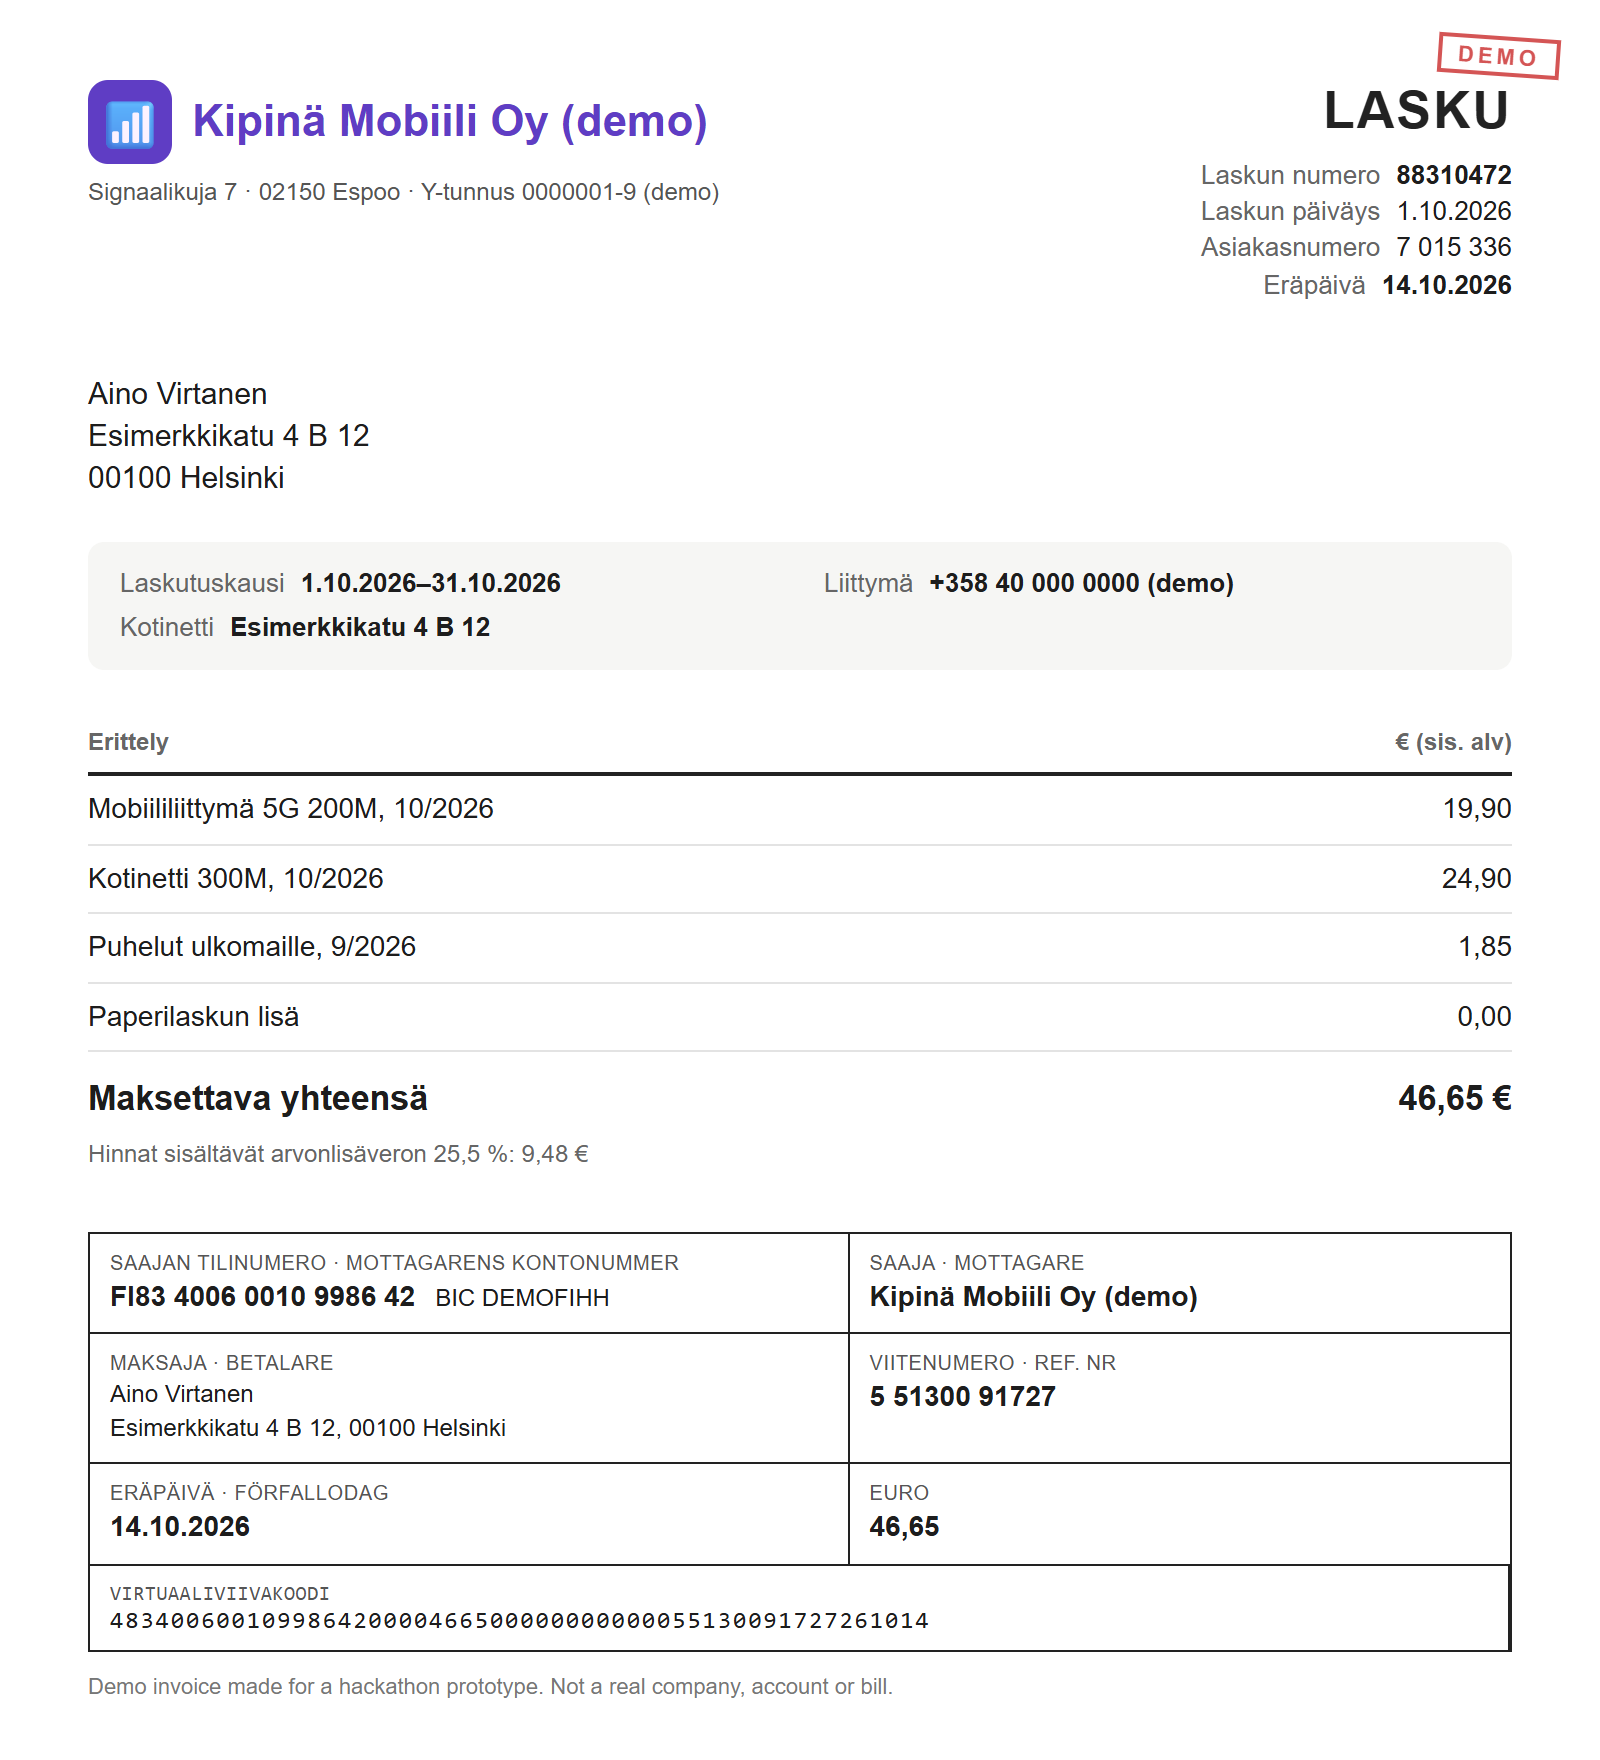 DEMO
Kipinä Mobiili Oy (demo)
Signaalikuja 7 · 02150 Espoo · Y-tunnus 0000001-9 (demo)
LASKU
Laskun numero 88310472
Laskun päiväys 1.10.2026
Asiakasnumero 7 015 336
Eräpäivä 14.10.2026
Aino Virtanen
Esimerkkikatu 4 B 12
00100 Helsinki
Laskutuskausi 1.10.2026–31.10.2026
Liittymä +358 40 000 0000 (demo)
Kotinetti Esimerkkikatu 4 B 12
Erittely € (sis. alv)
Mobiililiittymä 5G 200M, 10/2026 19,90
Kotinetti 300M, 10/2026 24,90
Puhelut ulkomaille, 9/2026 1,85
Paperilaskun lisä 0,00
Maksettava yhteensä 46,65 €
Hinnat sisältävät arvonlisäveron 25,5 %: 9,48 €
SAAJAN TILINUMERO · MOTTAGARENS KONTONUMMER
FI83 4006 0010 9986 42 BIC DEMOFIHH
SAAJA · MOTTAGARE
Kipinä Mobiili Oy (demo)
MAKSAJA · BETALARE
Aino Virtanen
Esimerkkikatu 4 B 12, 00100 Helsinki
VIITENUMERO · REF. NR
5 51300 91727
ERÄPÄIVÄ · FÖRFALLODAG
14.10.2026
EURO
46,65
VIRTUAALIVIIVAKOODI
483400600109986420000466500000000000055130091727261014
Demo invoice made for a hackathon prototype. Not a real company, account or bill.